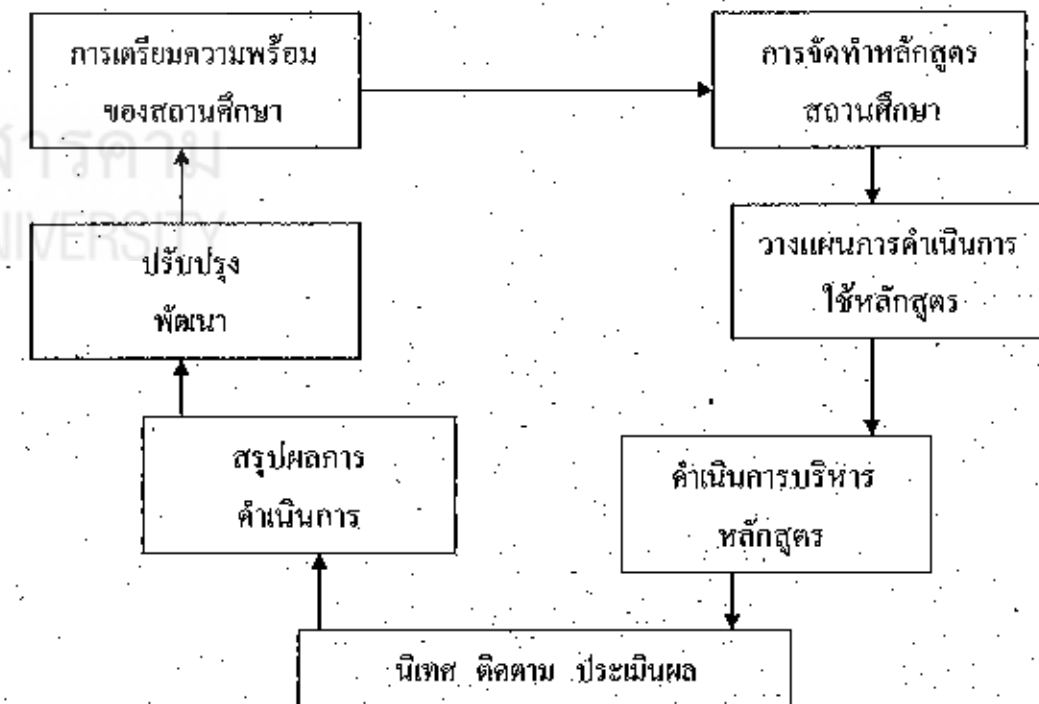 การเตรียมความพร้อม
ของสถานศึกษา
การจัดทำหลักสูตร
สถานศึกษา
วางแผนการดำเนินการ
ใช้หลักสูตร
ดำเนินการบริหาร
หลักสูตร
นิเทศ ติดตาม ประเมินผล
สรุปผลการ
ดำเนินการ
ปรับปรุง
พัฒนา
สารคาม
NIVERSITY